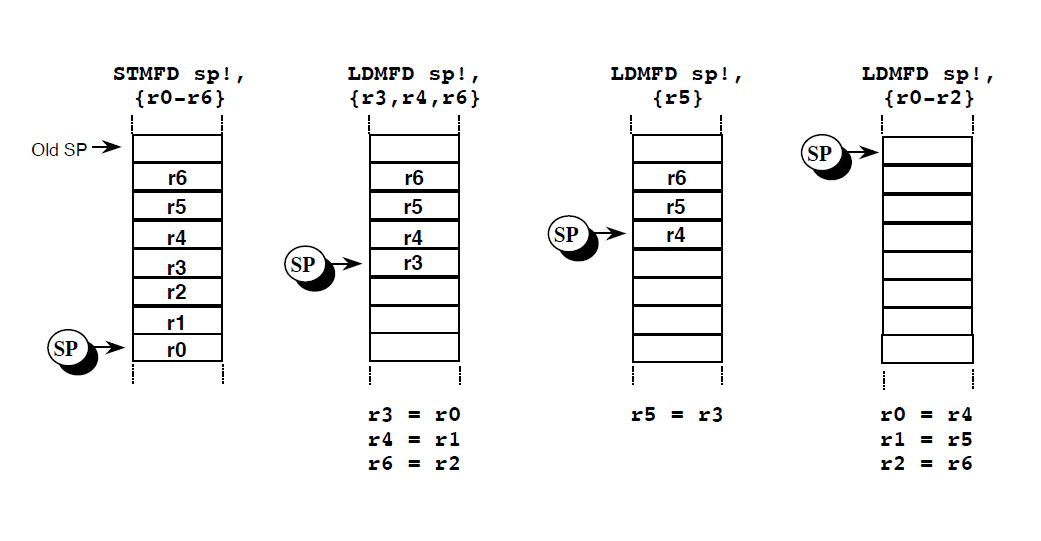 STMFD sp!,
{r0-r6}
LDMFD sp!,
{r3,r4,r6}
LDMFD sp!,
{r5}
LDMFD sp!,
{r0-r2}
Old SP
r6
r5
r4
r3
r2
r1
r0
SP
r6
r5
r4
r3
SP
r6
r5
r4
SP
SP
r3 = r0
r4 = r1
r6 = r2
r5 = r3
r0 = r4
r1 = r5
r2 = r6